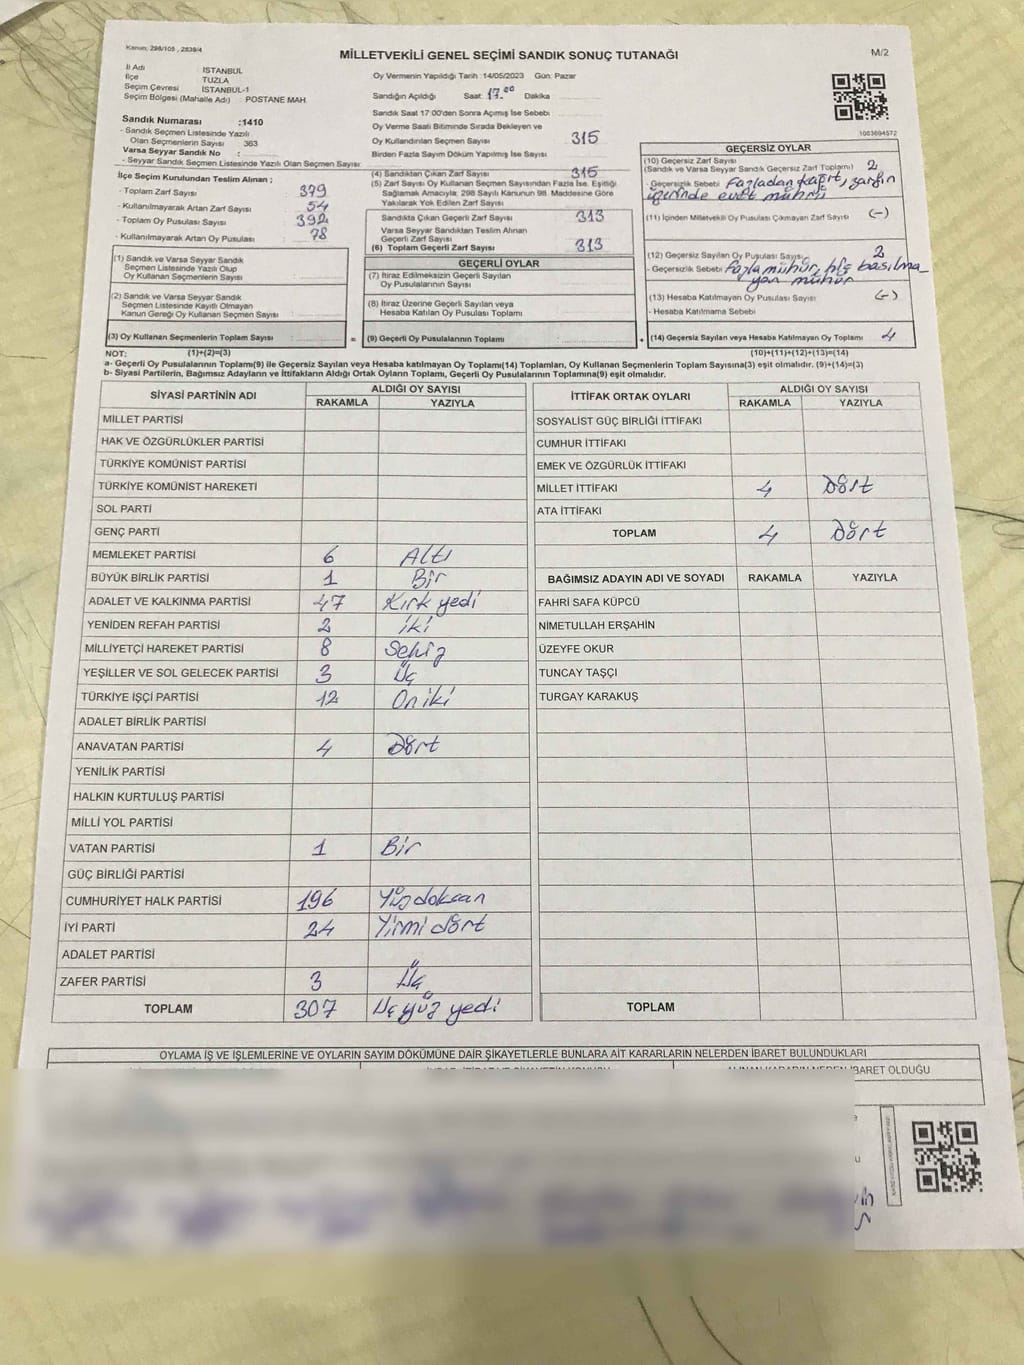 Kanun; 298/105 , 2839/4
MİLLETVEKİLİ GENEL SEÇİMİ SANDIK SONUÇ TUTANAĞI
M/2
İl Adı İSTANBUL
İlçe TUZLA
Seçim Çevresi İSTANBUL-1
Seçim Bölgesi (Mahalle Adı) POSTANE MAH.
Sandık Numarası :1410
- Sandık Seçmen Listesinde Yazılı
Olan Seçmenlerin Sayısı 363
Varsa Seyyar Sandık No :
- Seyyar Sandık Seçmen Listesinde Yazılı Olan Seçmen Sayısı:
Oy Vermenin Yapıldığı Tarih :14/05/2023 Gün: Pazar
Sandığın Açıldığı Saat: 17.00 Dakika
Sandık Saat 17:00'den Sonra Açımış İse Sebebi
Oy Verme Saati Bitiminde Sırada Bekleyen ve
Oy Kullandırılan Seçmen Sayısı 315
Birden Fazla Sayım Döküm Yapılmış İse Sayısı
1083694572
İlçe Seçim Kurulundan Teslim Alınan ;
- Toplam Zarf Sayısı 379
- Kullanılmayarak Artan Zarf Sayısı 54
- Toplam Oy Pusulası Sayısı 392
- Kullanılmayarak Artan Oy Pusulası 78
(4) Sandıktan Çıkan Zarf Sayısı 315
(5) Zarf Sayısı Oy Kullanan Seçmen Sayısından Fazla İse, Eşitliği
Sağlamak Amacıyla, 298 Sayılı Kanunun 98. Maddesine Göre
Yakılarak Yok Edilen Zarf Sayısı
Sandıkta Çıkan Geçerli Zarf Sayısı 313
Varsa Seyyar Sandıktan Teslim Alınan
Geçerli Zarf Sayısı
(6) Toplam Geçerli Zarf Sayısı 313
GEÇERSİZ OYLAR
(10) Geçersiz Zarf Sayısı
(Sandık ve Varsa Seyyar Sandık Geçersiz Zarf Toplamı) 2
- Geçersizlik Sebebi Fazladan kağıt, zarfın
içerinde evet mührü
(11) İçinden Milletvekili Oy Pusulası Çıkmayan Zarf Sayısı (-)
(12) Geçersiz Sayılan Oy Pusulası Sayısı 2
- Geçersizlik Sebebi Fazla mühür, hiç basılma_
yan mühür
(13) Hesaba Katılmayan Oy Pusulası Sayısı (-)
- Hesaba Katılmama Sebebi
(14) Geçersiz Sayılan veya Hesaba Katılmayan Oy Toplamı 4
(1) Sandık ve Varsa Seyyar Sandık
Seçmen Listesinde Yazılı Olup
Oy Kullanan Seçmenlerin Sayısı
(2) Sandık ve Varsa Seyyar Sandık
Seçmen Listesinde Kayıtlı Olmayan
Kanun Gereği Oy Kullanan Seçmen Sayısı
(3) Oy Kullanan Seçmenlerin Toplam Sayısı =
GEÇERLİ OYLAR
(7) İtiraz Edilmeksizin Geçerli Sayılan
Oy Pusulalarının Sayısı
(8) İtiraz Üzerine Geçerli Sayılan veya
Hesaba Katılan Oy Pusulası Toplamı
(9) Geçerli Oy Pusulalarının Toplamı +
NOT: (1)+(2)=(3) (10)+(11)+(12)+(13)=(14)
a- Geçerli Oy Pusulalarının Toplamı(9) ile Geçersiz Sayılan veya Hesaba katılmayan Oy Toplamı(14) Toplamları, Oy Kullanan Seçmenlerin Toplam Sayısına(3) eşit olmalıdır. (9)+(14)=(3)
b- Siyasi Partilerin, Bağımsız Adayların ve İttifakların Aldığı Ortak Oyların Toplamı, Geçerli Oy Pusulalarının Toplamına(9) eşit olmalıdır.
SİYASİ PARTİNİN ADI ALDIĞI OY SAYISI
RAKAMLA YAZIYLA
MİLLET PARTİSİ
HAK VE ÖZGÜRLÜKLER PARTİSİ
TÜRKİYE KOMÜNİST PARTİSİ
TÜRKİYE KOMÜNİST HAREKETİ
SOL PARTİ
GENÇ PARTİ
MEMLEKET PARTİSİ 6 Altı
BÜYÜK BİRLİK PARTİSİ 1 Bir
ADALET VE KALKINMA PARTİSİ 47 Kırk yedi
YENİDEN REFAH PARTİSİ 2 iki
MİLLİYETÇİ HAREKET PARTİSİ 8 Sekiz
YEŞİLLER VE SOL GELECEK PARTİSİ 3 Üç
TÜRKİYE İŞÇİ PARTİSİ 12 Oniki
ADALET BİRLİK PARTİSİ
ANAVATAN PARTİSİ 4 Dört
YENİLİK PARTİSİ
HALKIN KURTULUŞ PARTİSİ
MİLLİ YOL PARTİSİ
VATAN PARTİSİ 1 Bir
GÜÇ BİRLİĞİ PARTİSİ
CUMHURİYET HALK PARTİSİ 196 Yüzdoksan
İYİ PARTİ 24 Yirmi dört
ADALET PARTİSİ
ZAFER PARTİSİ 3 Üç
TOPLAM 307 Üçyüz yedi
İTTİFAK ORTAK OYLARI ALDIĞI OY SAYISI
RAKAMLA YAZIYLA
SOSYALİST GÜÇ BİRLİĞİ İTTİFAKI
CUMHUR İTTİFAKI
EMEK VE ÖZGÜRLÜK İTTİFAKI
MİLLET İTTİFAKI 4 Dört
ATA İTTİFAKI
TOPLAM 4 Dört
BAĞIMSIZ ADAYIN ADI VE SOYADI RAKAMLA YAZIYLA
FAHRİ SAFA KÜPCÜ
NİMETULLAH ERŞAHİN
ÜZEYFE OKUR
TUNCAY TAŞÇI
TURGAY KARAKUŞ
TOPLAM
OYLAMA İŞ VE İŞLEMLERİNE VE OYLARIN SAYIM DÖKÜMÜNE DAİR ŞİKAYETLERLE BUNLARA AİT KARARLARIN NELERDEN İBARET BULUNDUKLARI
İBARET OLDUĞU